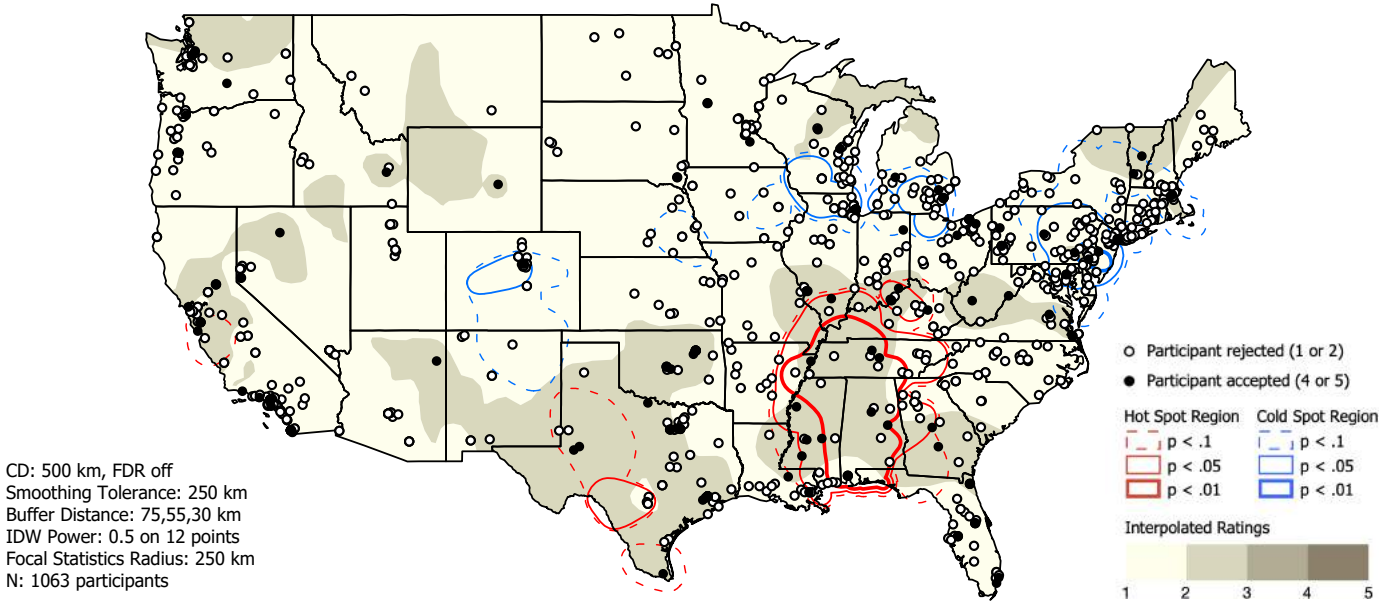 CD: 500 km, FDR off
Smoothing Tolerance: 250 km
Buffer Distance: 75,55,30 km
IDW Power: 0.5 on 12 points
Focal Statistics Radius: 250 km
N: 1063 participants
Participant rejected (1 or 2)
Participant accepted (4 or 5)
Hot Spot Region Cold Spot Region
p < .1 p < .1
p < .05 p < .05
p < .01 p < .01
Interpolated Ratings
1 2 3 4 5